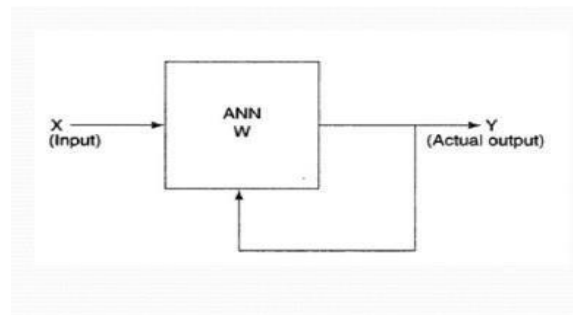 ANN
W
X
(Input)
Y
(Actual output)